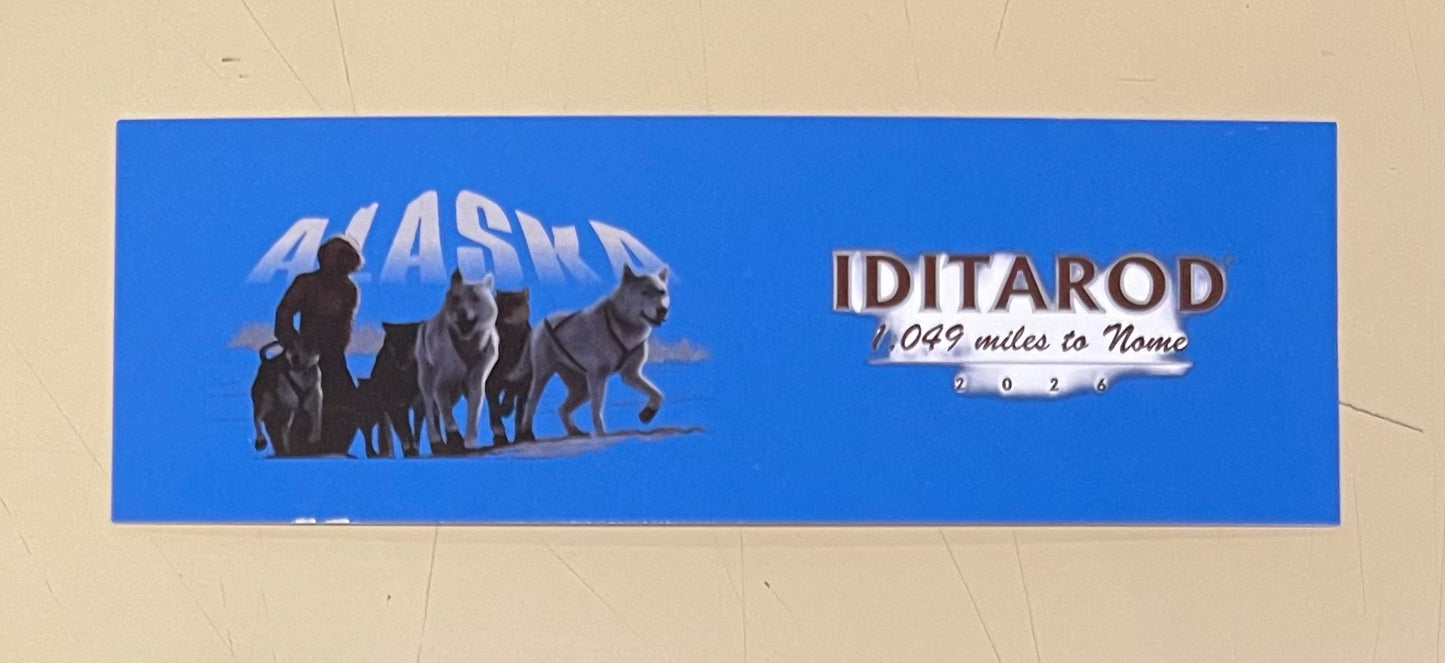 ALASKA
IDITAROD
1,049 miles to Nome
2026